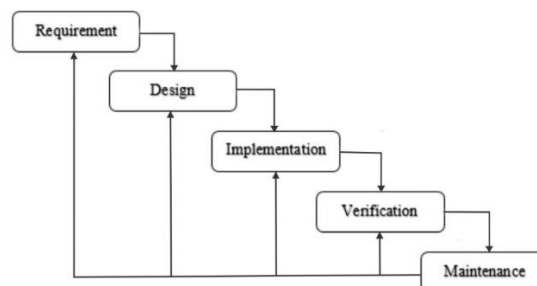 Requirement
Design
Implementation
Verification
Maintenance